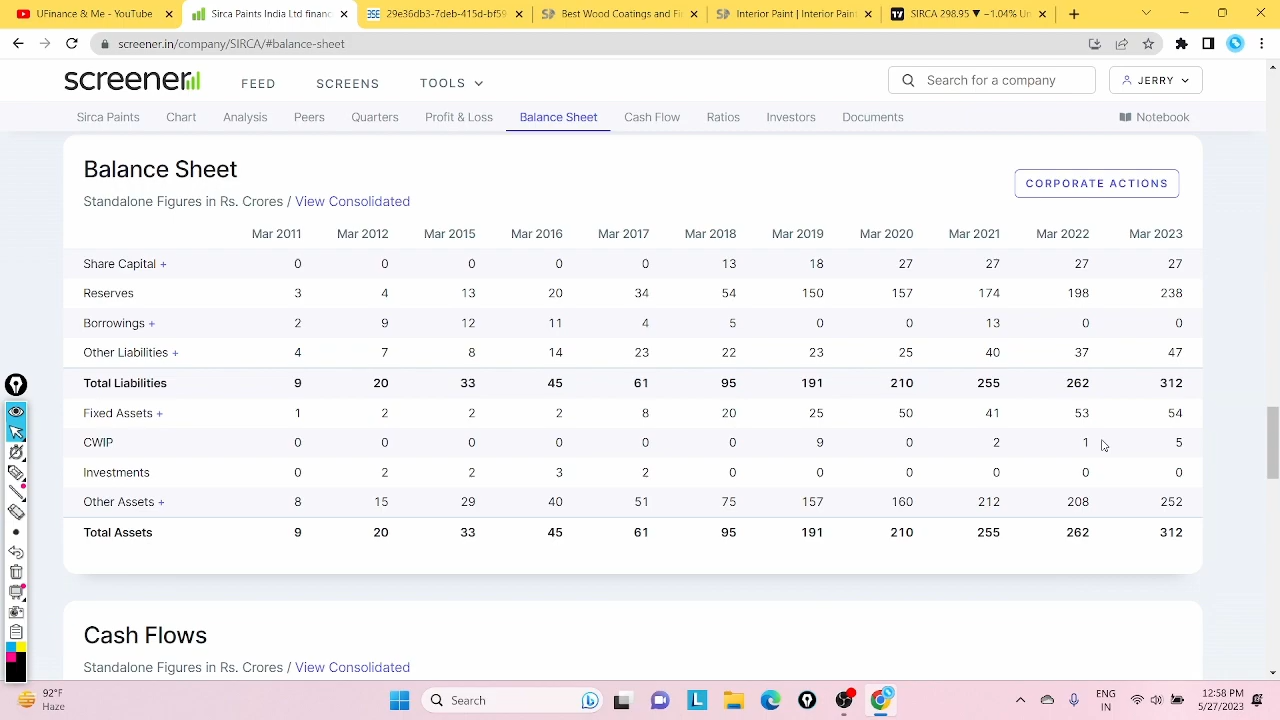 UFinance & Me - YouTube
Sirca Paints India Ltd financ
29e36db3-7deb-415d-bf59
Best Wood Coatings and Fi
Interior Paint | Interior Pain
SIRCA 298.95 ▼ −1.04% Un
screener.in/company/SIRCA/#balance-sheet
screener
FEED
SCREENS
TOOLS
Search for a company
JERRY
Sirca Paints
Chart
Analysis
Peers
Quarters
Profit & Loss
Balance Sheet
Cash Flow
Ratios
Investors
Documents
Notebook
Balance Sheet
CORPORATE ACTIONS
Standalone Figures in Rs. Crores / View Consolidated
Mar 2011 Mar 2012 Mar 2015 Mar 2016 Mar 2017 Mar 2018 Mar 2019 Mar 2020 Mar 2021 Mar 2022 Mar 2023
Share Capital + 0 0 0 0 0 13 18 27 27 27 27
Reserves 3 4 13 20 34 54 150 157 174 198 238
Borrowings + 2 9 12 11 4 5 0 0 13 0 0
Other Liabilities + 4 7 8 14 23 22 23 25 40 37 47
Total Liabilities 9 20 33 45 61 95 191 210 255 262 312
Fixed Assets + 1 2 2 2 8 20 25 50 41 53 54
CWIP 0 0 0 0 0 0 9 0 2 1 5
Investments 0 2 2 3 2 0 0 0 0 0 0
Other Assets + 8 15 29 40 51 75 157 160 212 208 252
Total Assets 9 20 33 45 61 95 191 210 255 262 312
Cash Flows
Standalone Figures in Rs. Crores / View Consolidated
92°F
Haze
Search
ENG
IN
12:58 PM
5/27/2023